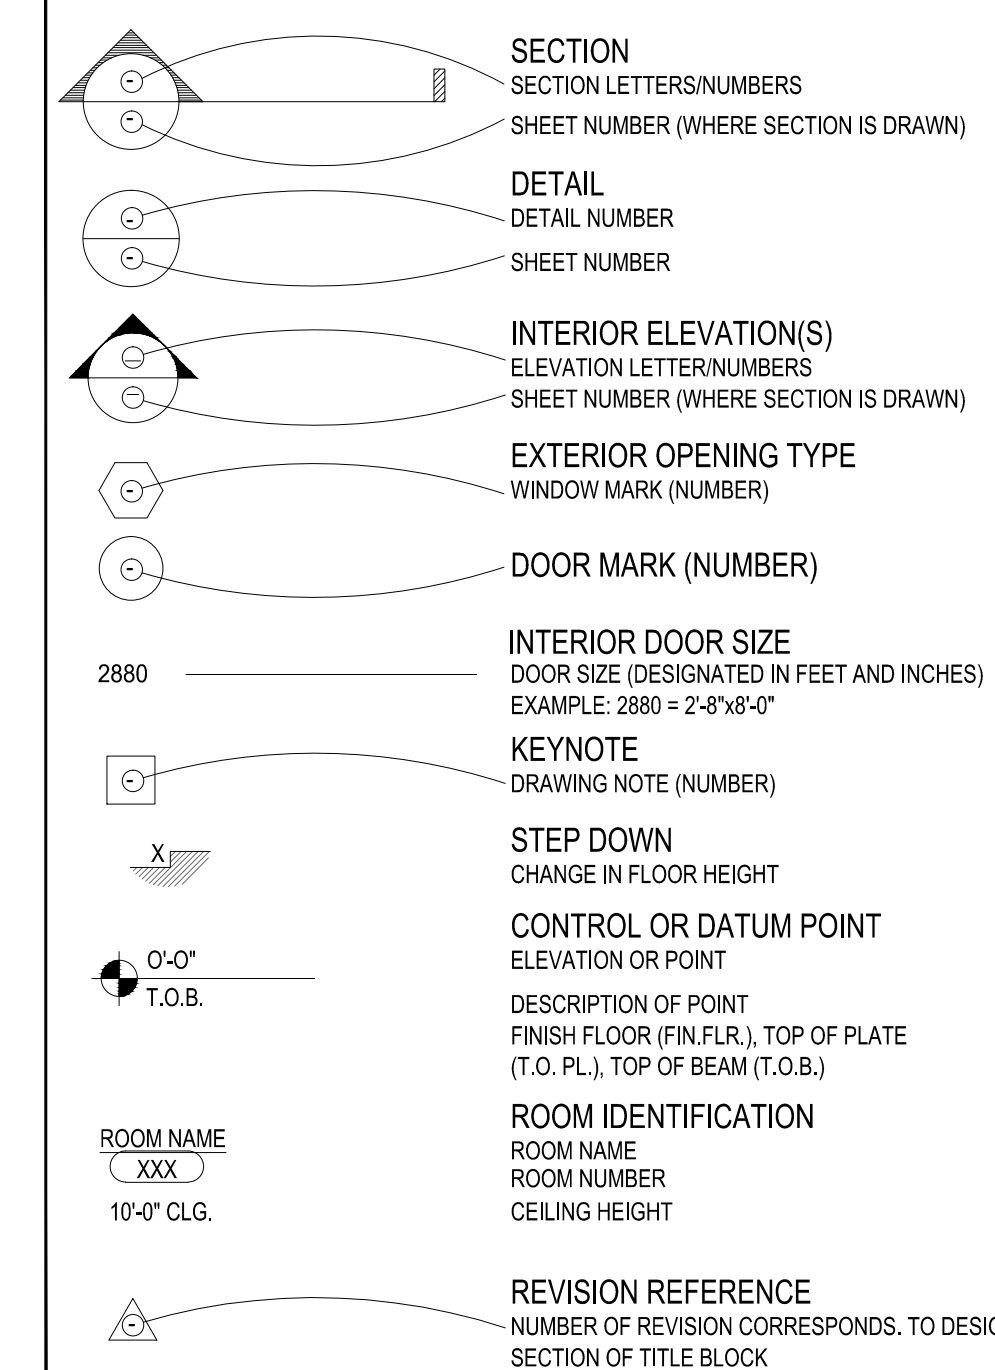 SECTION
SECTION LETTERS/NUMBERS
SHEET NUMBER (WHERE SECTION IS DRAWN)
DETAIL
DETAIL NUMBER
SHEET NUMBER
INTERIOR ELEVATION(S)
ELEVATION LETTER/NUMBERS
SHEET NUMBER (WHERE SECTION IS DRAWN)
EXTERIOR OPENING TYPE
WINDOW MARK (NUMBER)
DOOR MARK (NUMBER)
INTERIOR DOOR SIZE
2880
DOOR SIZE (DESIGNATED IN FEET AND INCHES)
EXAMPLE: 2880 = 2'-8"x8'-0"
KEYNOTE
DRAWING NOTE (NUMBER)
STEP DOWN
X
CHANGE IN FLOOR HEIGHT
CONTROL OR DATUM POINT
O'-O"
ELEVATION OR POINT
T.O.B.
DESCRIPTION OF POINT
FINISH FLOOR (FIN.FLR.), TOP OF PLATE
(T.O. PL.), TOP OF BEAM (T.O.B.)
ROOM IDENTIFICATION
ROOM NAME
ROOM NAME
XXX
ROOM NUMBER
10'-0" CLG.
CEILING HEIGHT
REVISION REFERENCE
NUMBER OF REVISION CORRESPONDS. TO
SECTION OF TITLE BLOCK